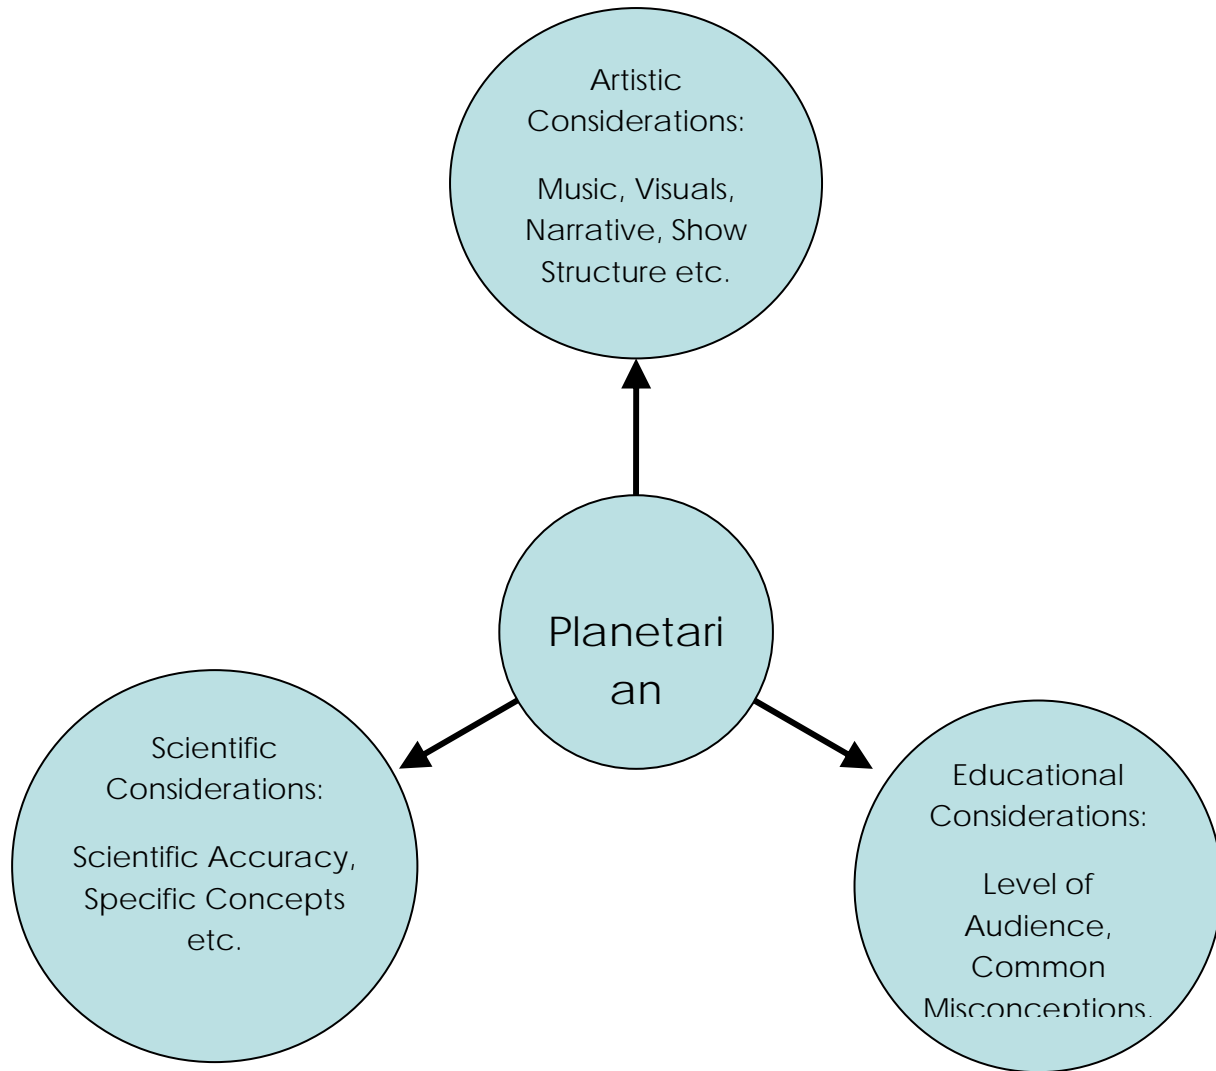 Artistic
Considerations:
Music, Visuals,
Narrative, Show
Structure etc.
Planetari
an
Scientific
Considerations:
Scientific Accuracy,
Specific Concepts
etc.
Educational
Considerations:
Level of
Audience,
Common
Misconceptions,